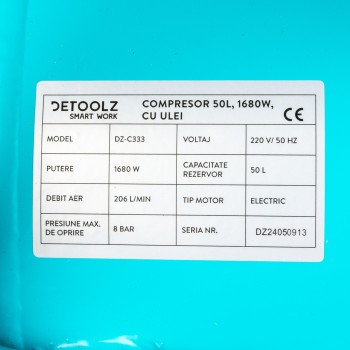 DETOOLZ
SMART WORK
COMPRESOR 50L, 1680W,
CU ULEI
CE
MODEL DZ-C333 VOLTAJ 220 V/ 50 HZ
PUTERE 1680 W CAPACITATE REZERVOR 50 L
DEBIT AER 206 L/MIN TIP MOTOR ELECTRIC
PRESIUNE MAX. DE OPRIRE 8 BAR SERIA NR. DZ24050913